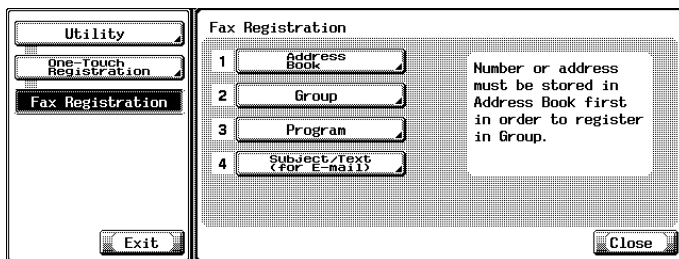 Utility
One-Touch
Registration
Fax Registration
Exit
Fax Registration
1 Address
Book
2 Group
3 Program
4 Subject/Text
(for E-mail)
Number or address
must be stored in
Address Book first
in order to register
in Group.
Close